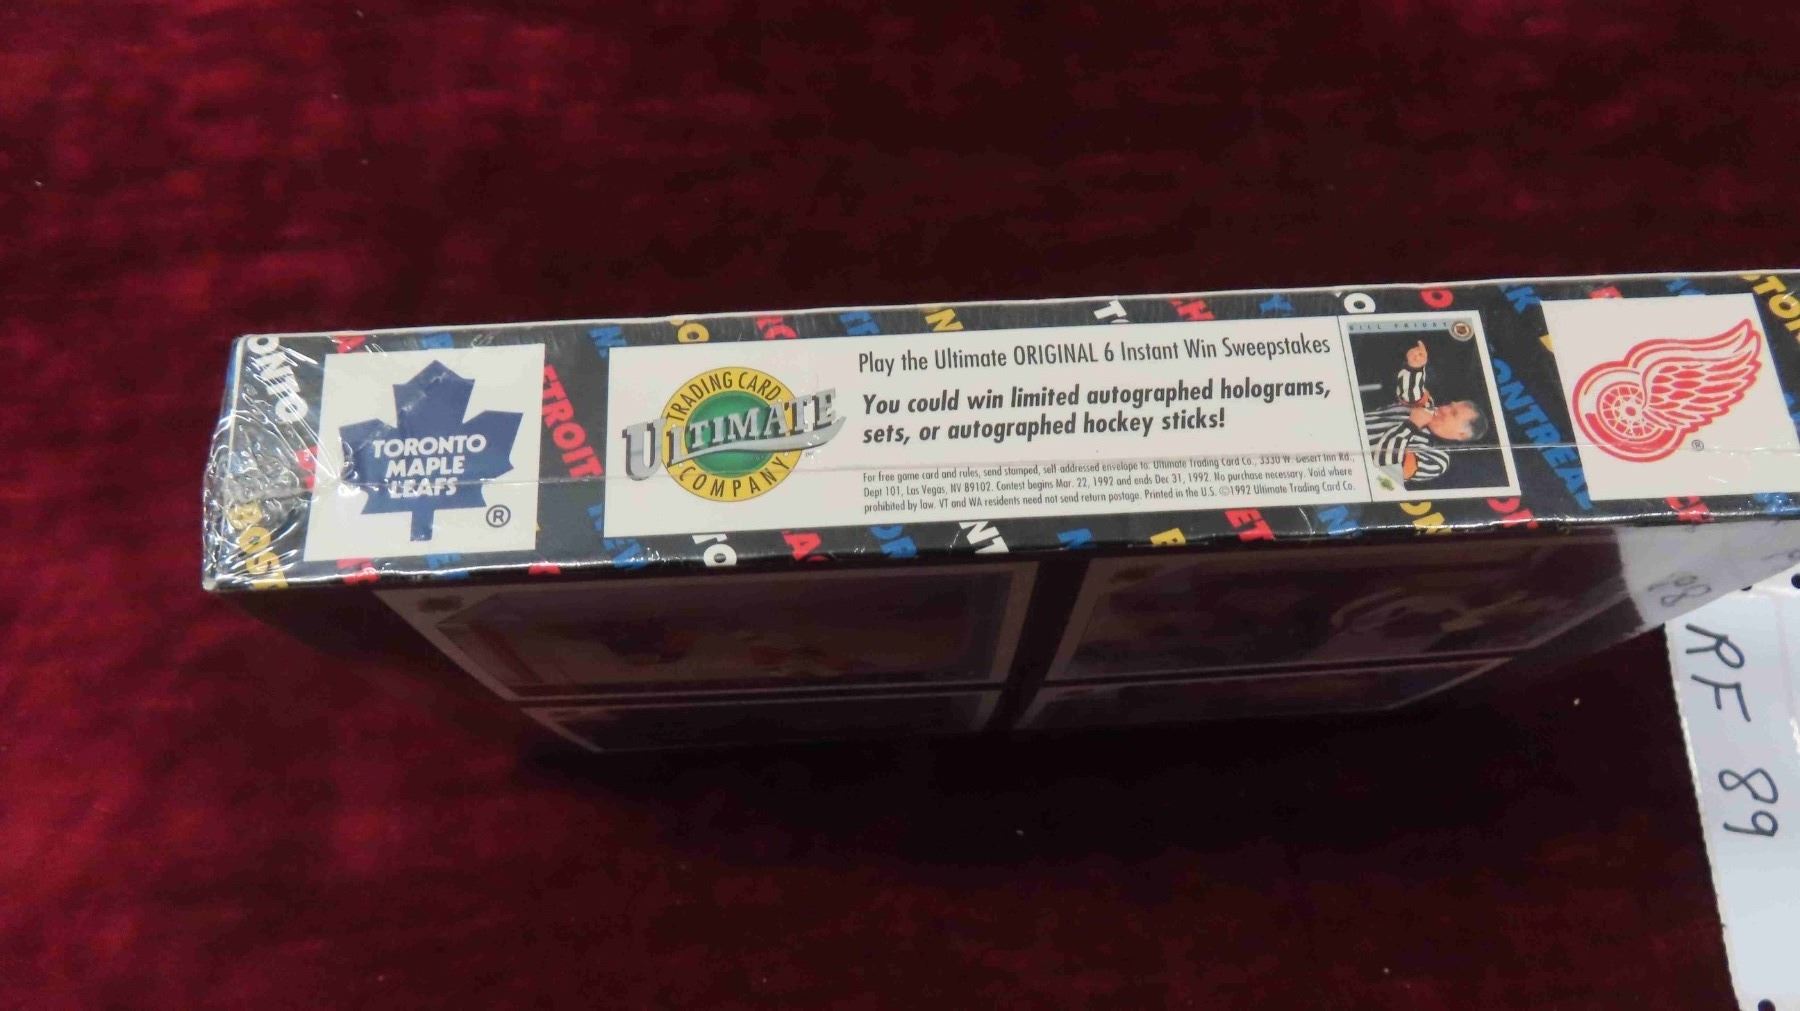 TORONTO
MAPLE
LEAFS
®
TRADING CARD
ULTIMATE
COMPANY
Play the Ultimate ORIGINAL 6 Instant Win Sweepstakes
You could win limited autographed holograms,
sets, or autographed hockey sticks!
For free game card and rules, send stamped, self-addressed envelope to: Ultimate Trading Card Co., 3330 W. Desert Inn Rd.,
Dept 101, Las Vegas, NV 89102. Contest begins Mar. 22, 1992 and ends Dec 31, 1992. No purchase necessary. Void where
prohibited by law. VT and WA residents need not send return postage. Printed in the U.S. ©1992 Ultimate Trading Card Co.
BILL FRIDAY
®
ONTO
TROIT
ONTREAL
RF 89